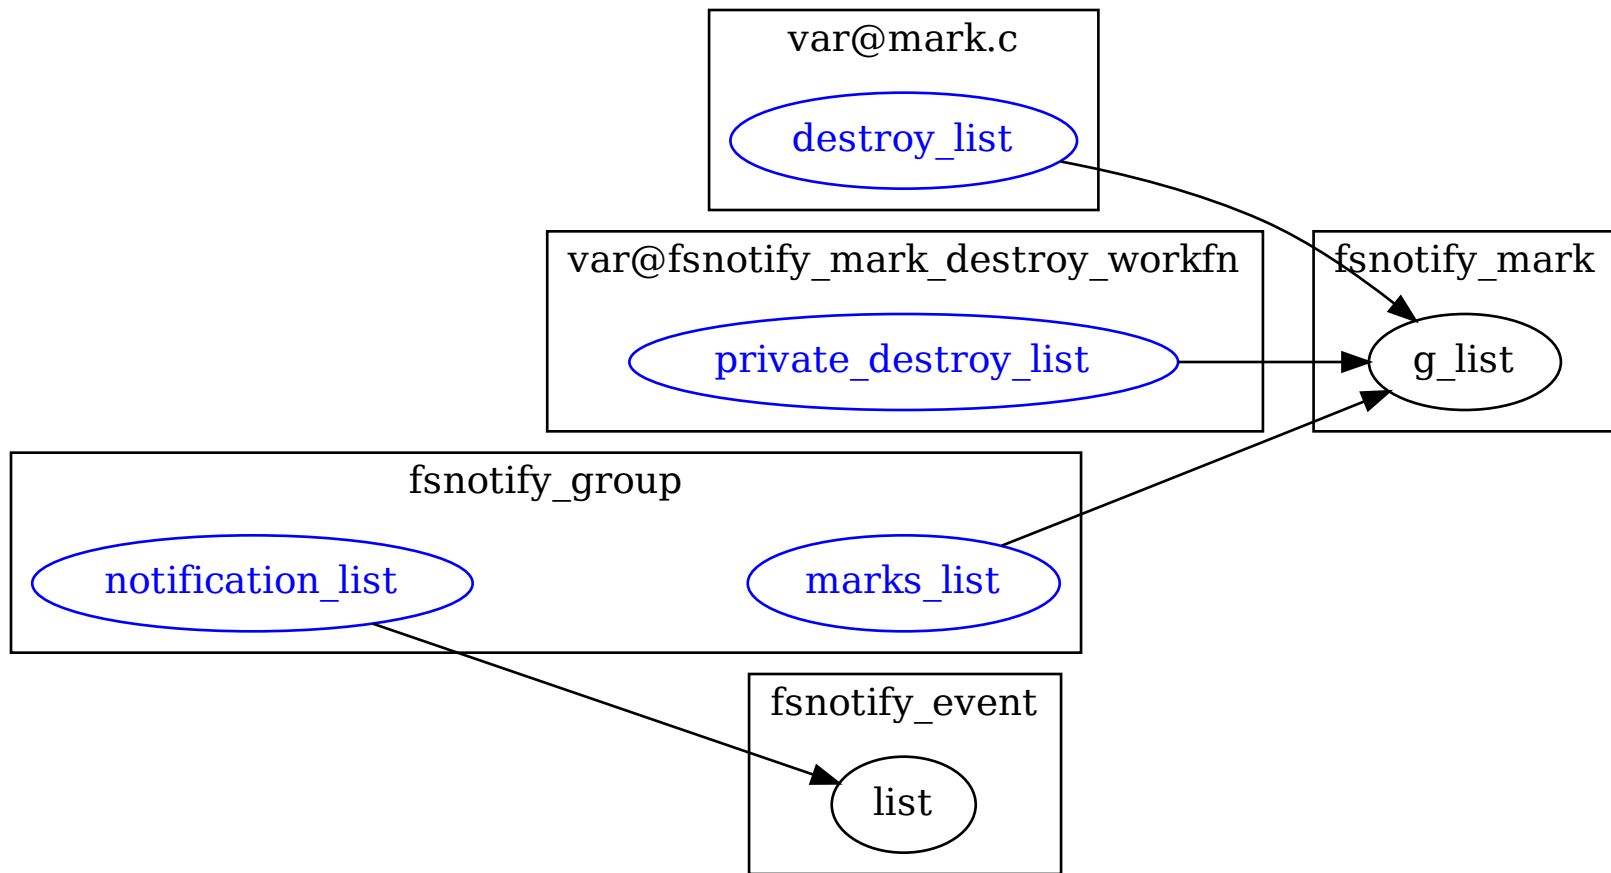 var@mark.c
destroy_list
var@fsnotify_mark_destroy_workfn
private_destroy_list
fsnotify_mark
g_list
fsnotify_group
notification_list
marks_list
fsnotify_event
list